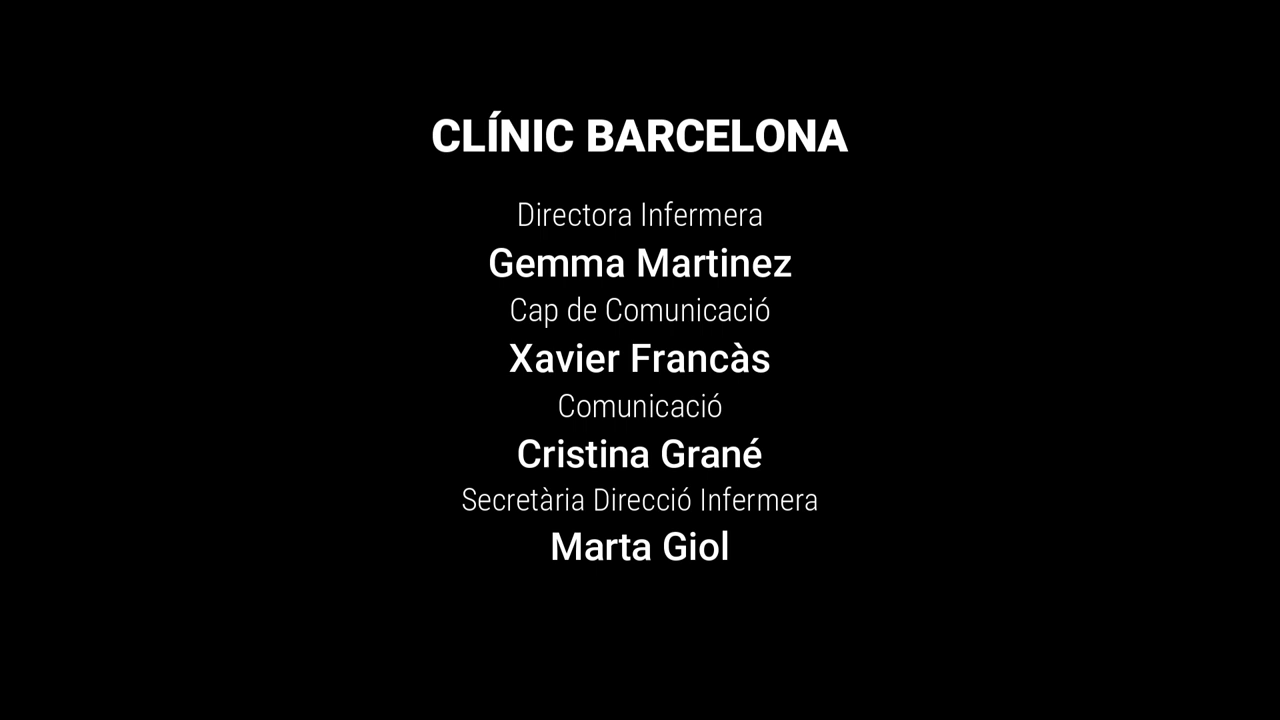 CLÍNIC BARCELONA
Directora Infermera
Gemma Martinez
Cap de Comunicació
Xavier Francàs
Comunicació
Cristina Grané
Secretària Direcció Infermera
Marta Giol